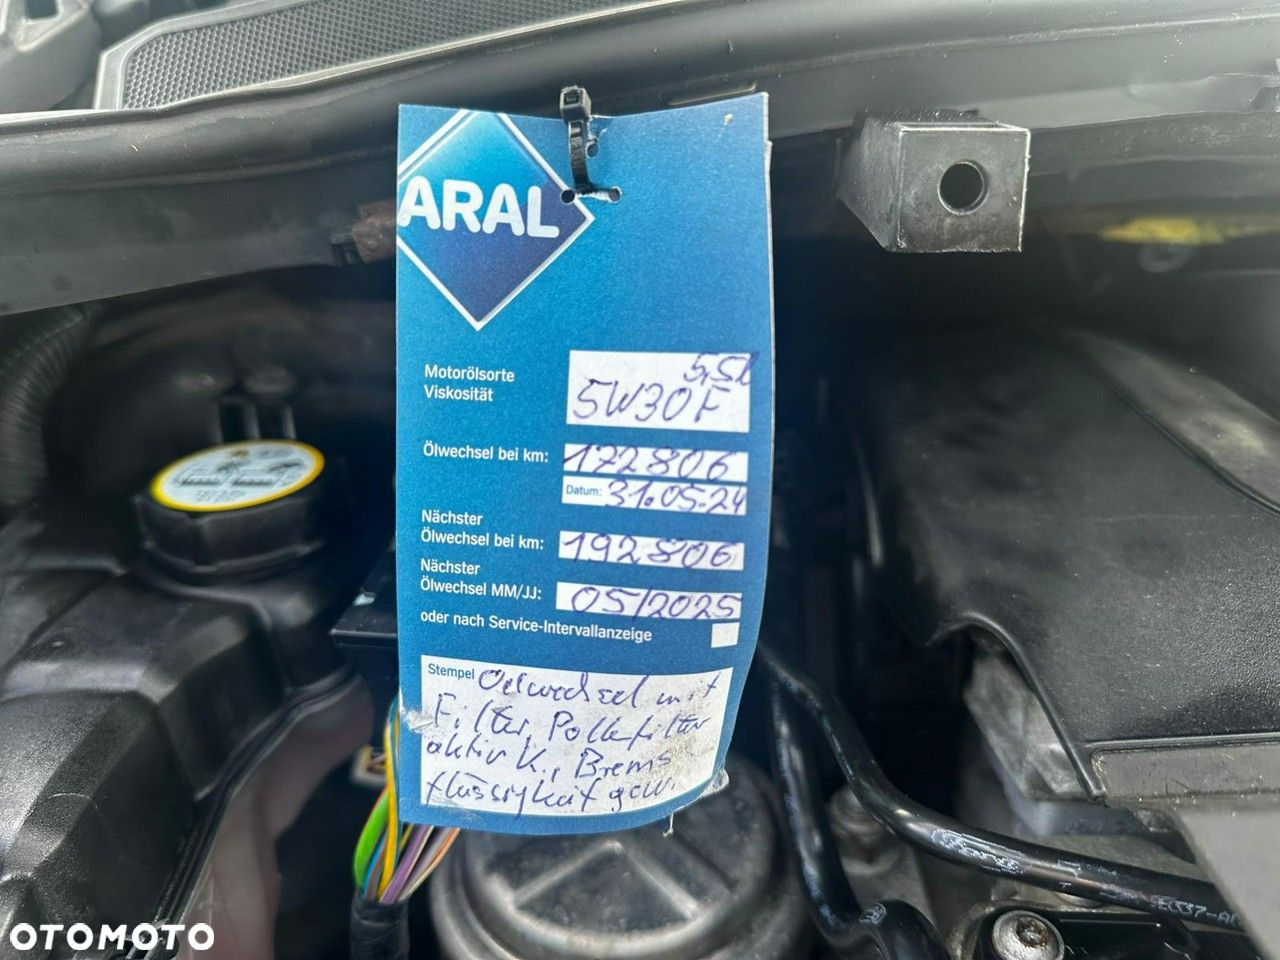 ARAL
Motorölsorte
Viskosität
5,5l
5W30F
Ölwechsel bei km:
172806
Datum:
31.05.24
Nächster
Ölwechsel bei km:
192806
Nächster
Ölwechsel MM/JJ:
05/2025
oder nach Service-Intervallanzeige
Stempel
Oelwechsel mit
Filter, Pollenfilter
aktiv K., Brems
flüssigkeit gew.
OTOMOTO